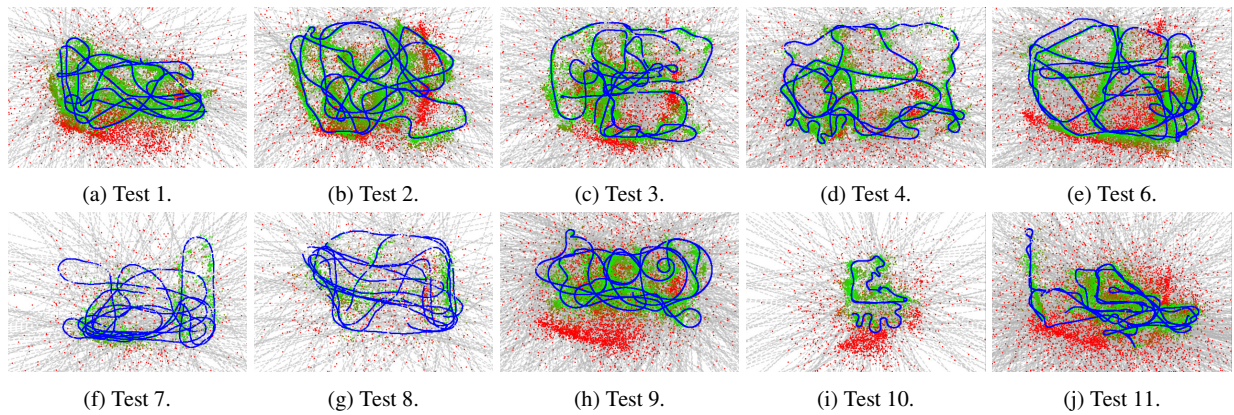 (a) Test 1.
(b) Test 2.
(c) Test 3.
(d) Test 4.
(e) Test 6.
(f) Test 7.
(g) Test 8.
(h) Test 9.
(i) Test 10.
(j) Test 11.